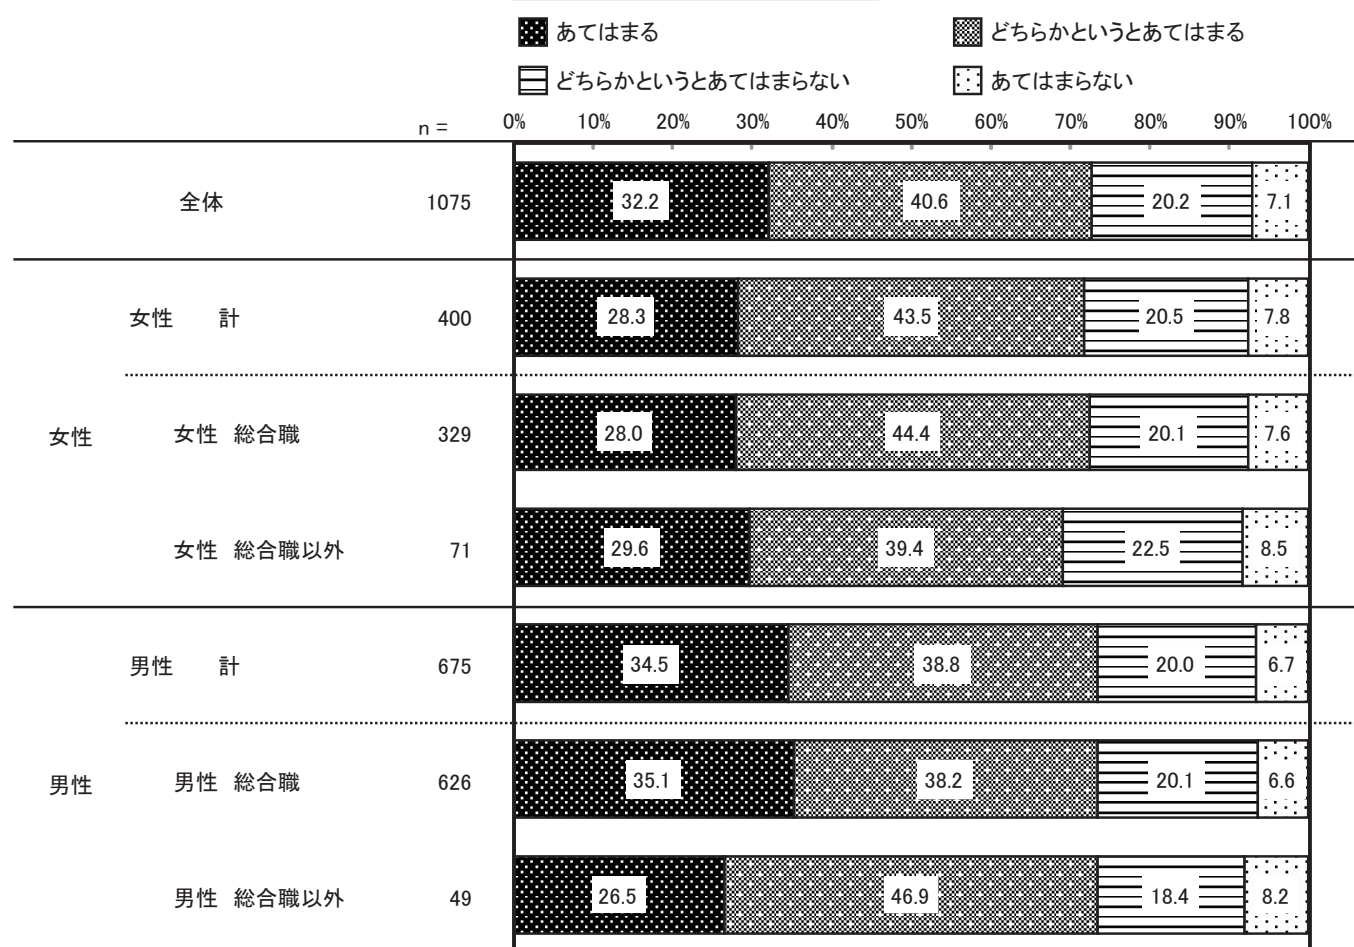 あてはまる どちらかというとあてはまる
どちらかというとあてはまらない あてはまらない
n = 0% 10% 20% 30% 40% 50% 60% 70% 80% 90% 100%
全体 1075 32.2 40.6 20.2 7.1
女性 計 400 28.3 43.5 20.5 7.8
女性 女性 総合職 329 28.0 44.4 20.1 7.6
女性 総合職以外 71 29.6 39.4 22.5 8.5
男性 計 675 34.5 38.8 20.0 6.7
男性 男性 総合職 626 35.1 38.2 20.1 6.6
男性 総合職以外 49 26.5 46.9 18.4 8.2